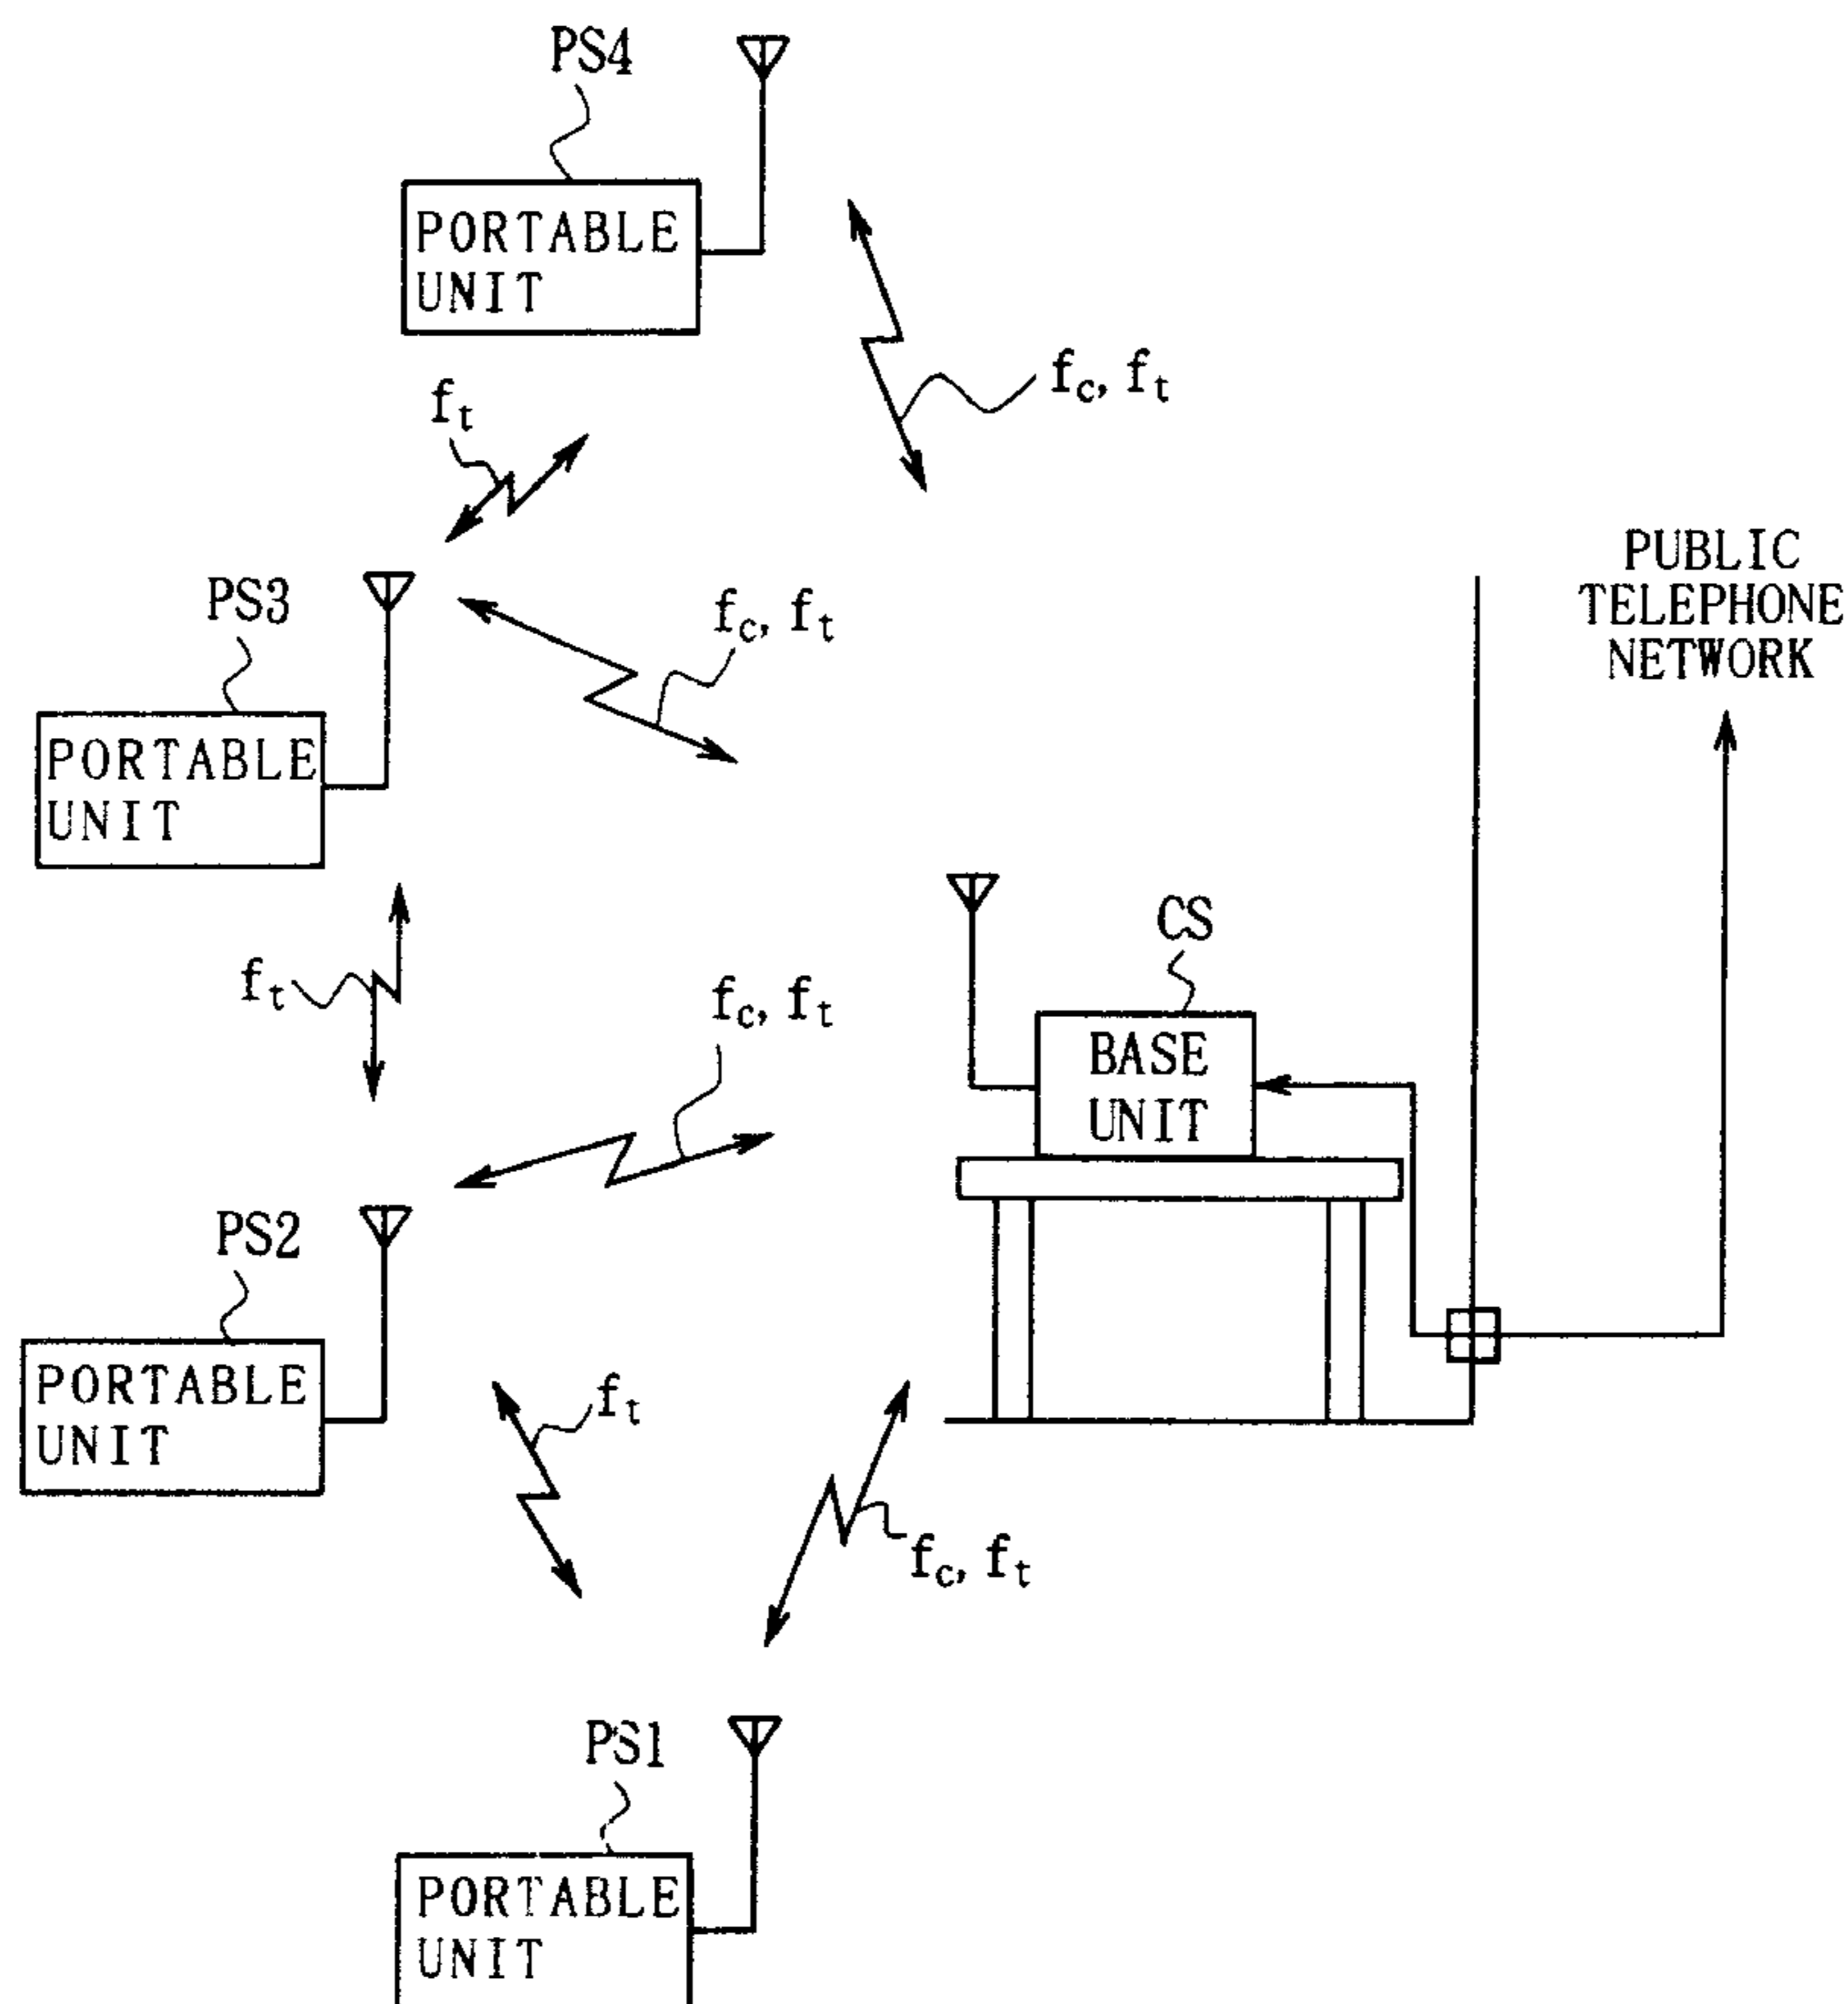 PS4
PORTABLE
UNIT
fc, ft
ft
PUBLIC
TELEPHONE
NETWORK
PS3
fc, ft
PORTABLE
UNIT
CS
ft
fc, ft
BASE
UNIT
PS2
PORTABLE
UNIT
ft
fc, ft
PS1
PORTABLE
UNIT